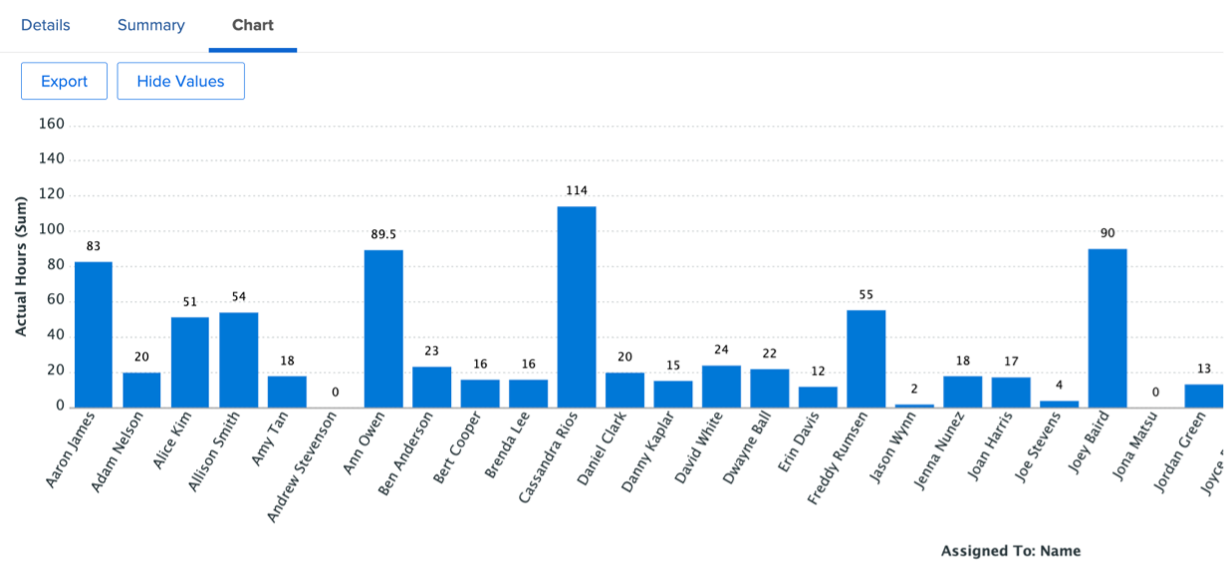 Details Summary Chart
Export Hide Values
160
140
120
100
80
60
40
20
0
Actual Hours (Sum)
83
20
51
54
18
0
89.5
23
16
16
114
20
15
24
22
12
55
2
18
17
4
90
0
13
Aaron James
Adam Nelson
Alice Kim
Allison Smith
Amy Tan
Andrew Stevenson
Ann Owen
Ben Anderson
Bert Cooper
Brenda Lee
Cassandra Rios
Daniel Clark
Danny Kaplar
David White
Dwayne Ball
Erin Davis
Freddy Rumsen
Jason Wynn
Jenna Nunez
Joan Harris
Joe Stevens
Joey Baird
Jona Matsu
Jordan Green
Joyce
Assigned To: Name